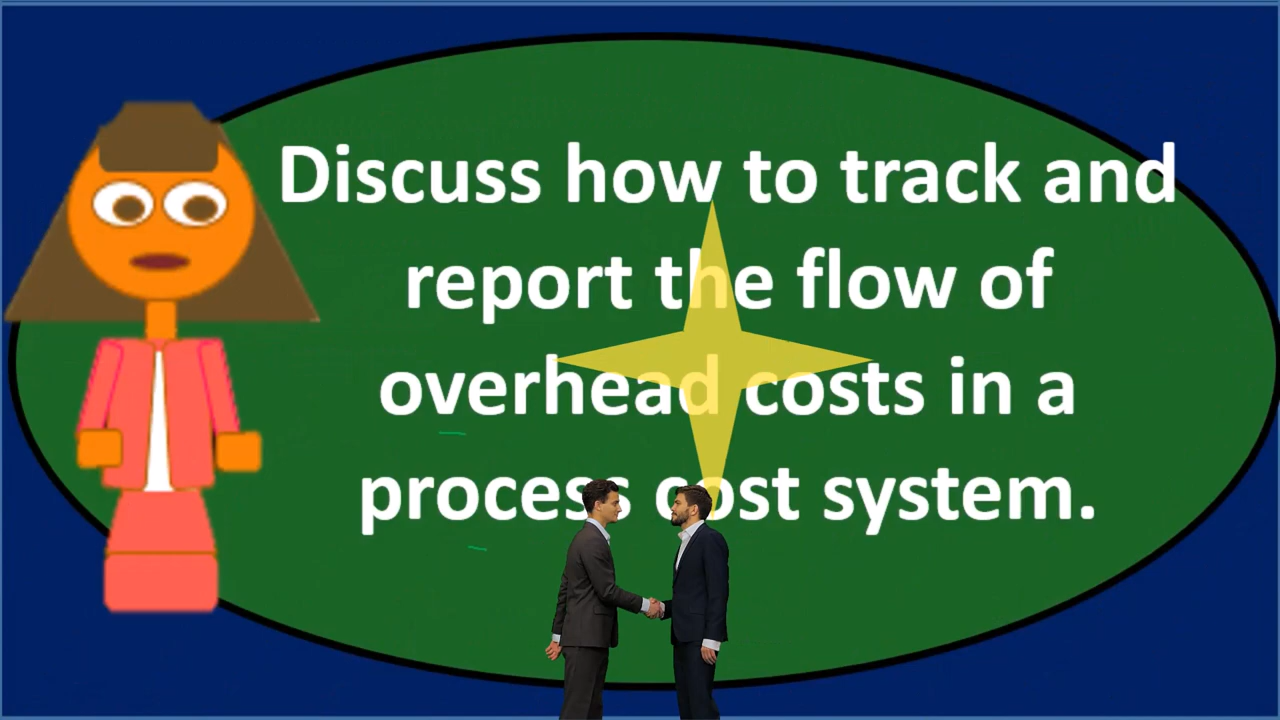 Discuss how to track and
report the flow of
overhead costs in a
process cost system.